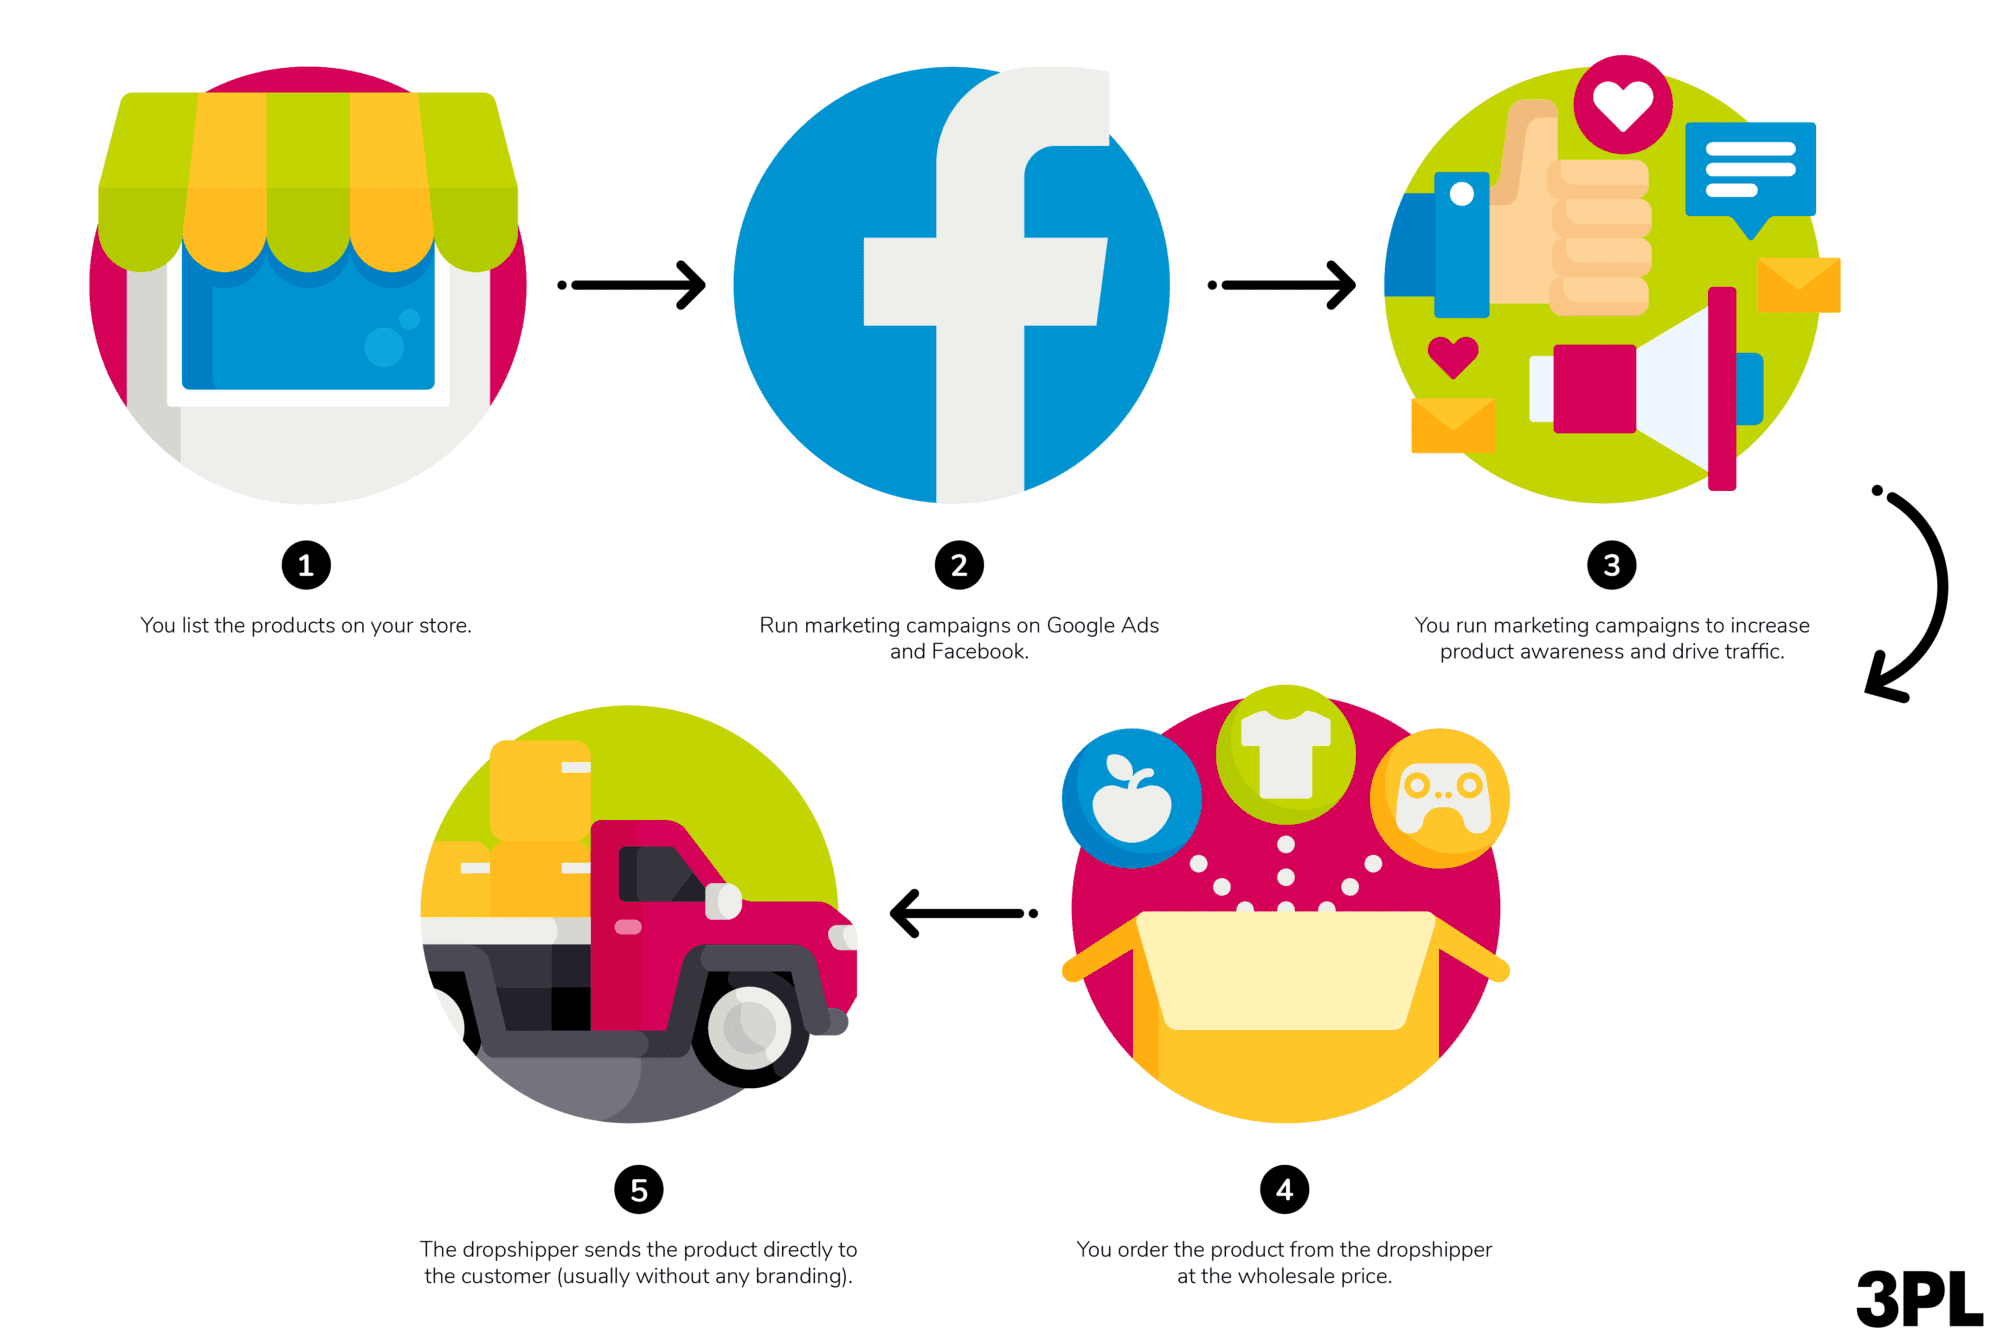 1
You list the products on your store.
2
Run marketing campaigns on Google Ads
and Facebook.
3
You run marketing campaigns to increase
product awareness and drive traffic.
4
You order the product from the dropshipper
at the wholesale price.
5
The dropshipper sends the product directly to
the customer (usually without any branding).
3PL